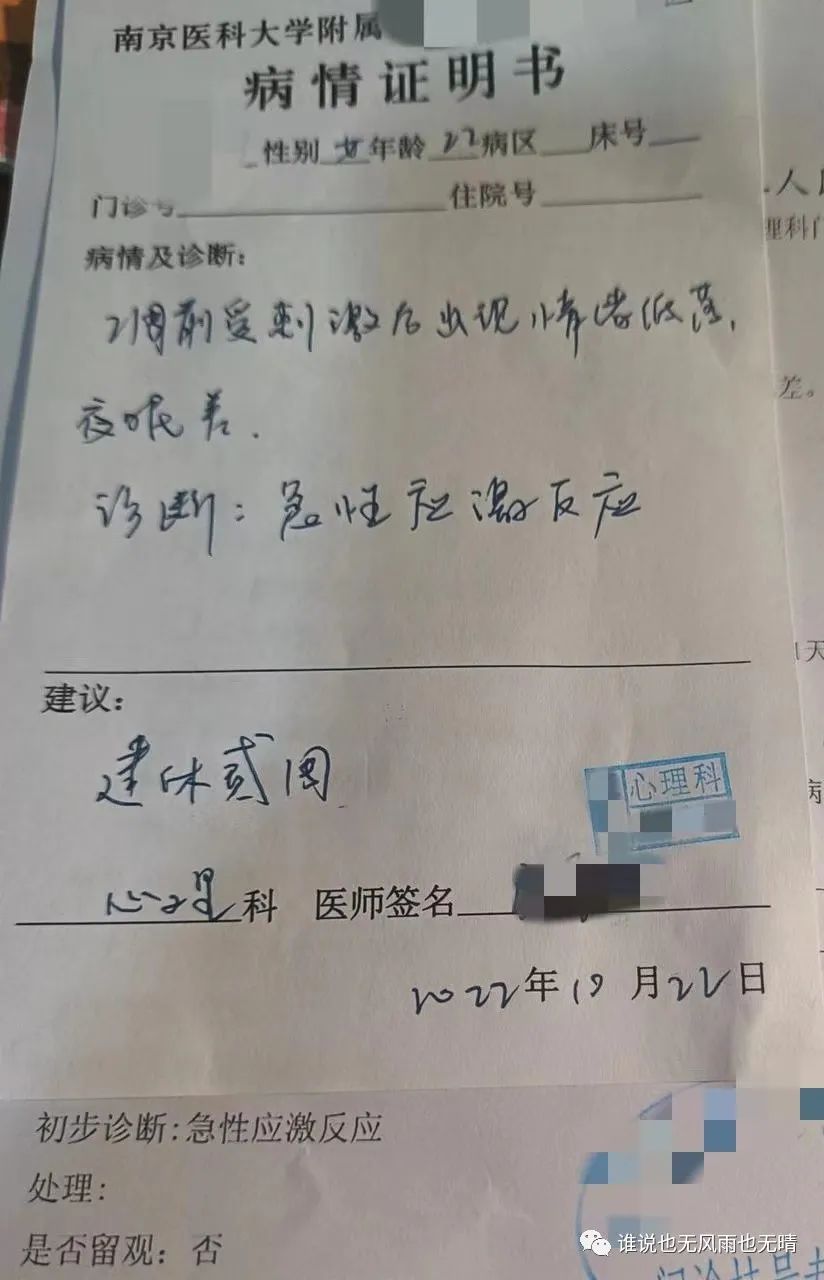 南京医科大学附属
病情证明书
性别 女 年龄 27 病区 床号
门诊号 住院号
病情及诊断：
2周前受刺激后出现情绪低落，
夜眠差．
诊断：急性应激反应
建议：
建休贰周
心理科
心理科 医师签名
2022年10月22日
初步诊断：急性应激反应
处理：
是否留观：否
人
理科门
差。
1天
病
谁说也无风雨也无晴